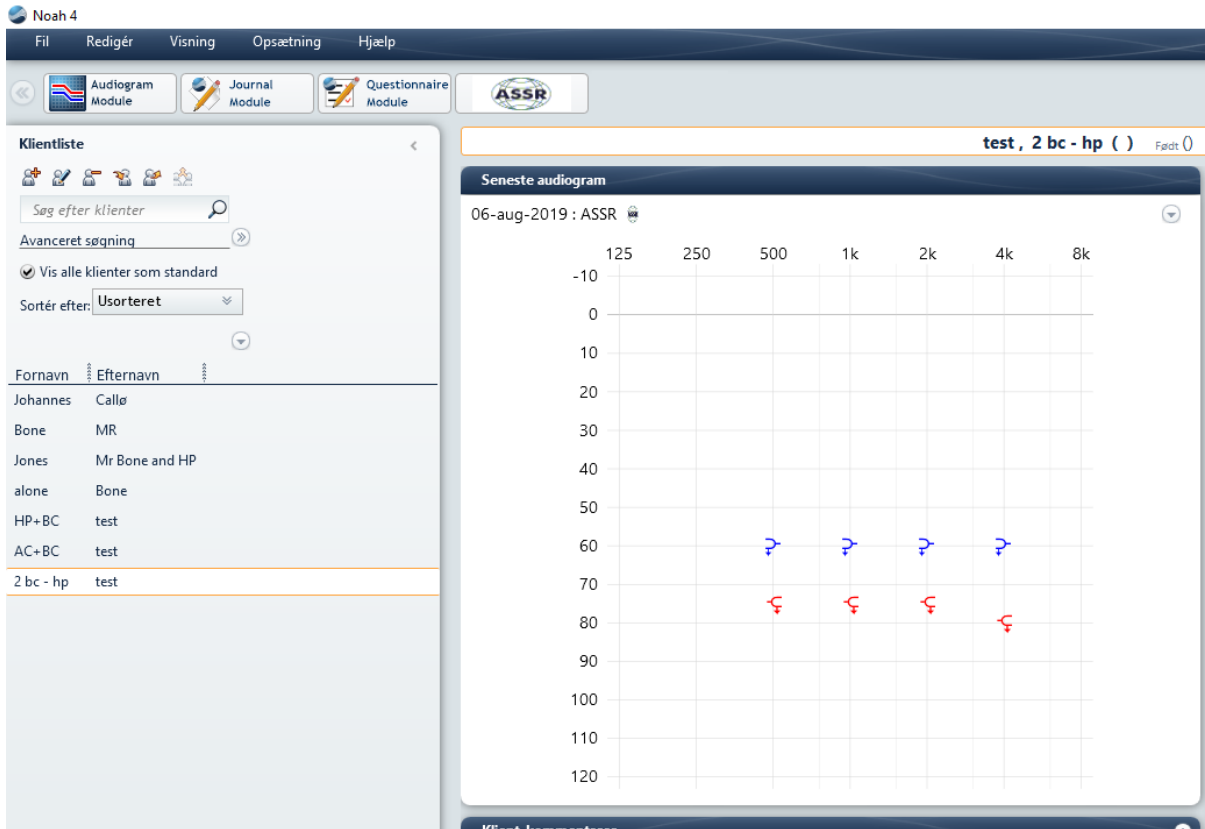 Noah 4
Fil Redigér Visning Opsætning Hjælp
Audiogram Module
Journal Module
Questionnaire Module
ASSR
Klientliste
Søg efter klienter
Avanceret søgning
Vis alle klienter som standard
Sortér efter: Usorteret
Fornavn Efternavn
Johannes Callø
Bone MR
Jones Mr Bone and HP
alone Bone
HP+BC test
AC+BC test
2 bc - hp test
test , 2 bc - hp ( ) Født ()
Seneste audiogram
06-aug-2019 : ASSR
125 250 500 1k 2k 4k 8k
-10
0
10
20
30
40
50
60
70
80
90
100
110
120